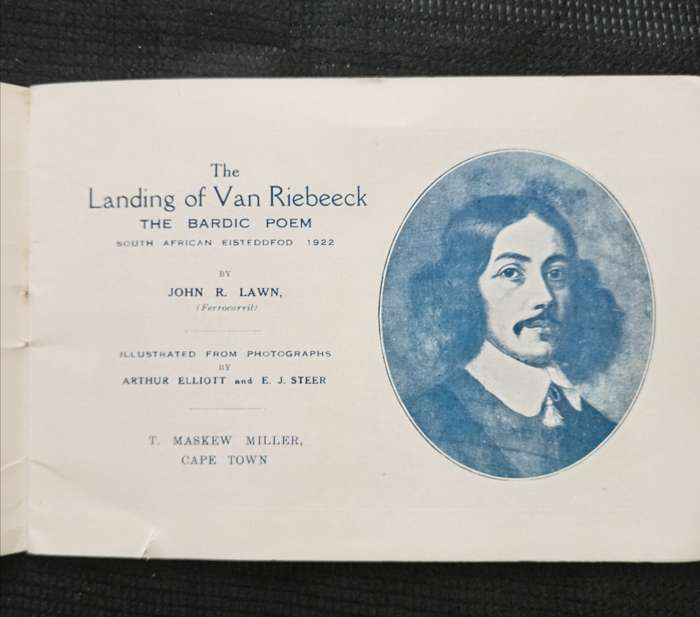 The
Landing of Van Riebeeck
THE BARDIC POEM
SOUTH AFRICAN EISTEDDFOD 1922
BY
JOHN R. LAWN,
(Ferrocarril)
ILLUSTRATED FROM PHOTOGRAPHS
BY
ARTHUR ELLIOTT and E. J. STEER
T. MASKEW MILLER,
CAPE TOWN